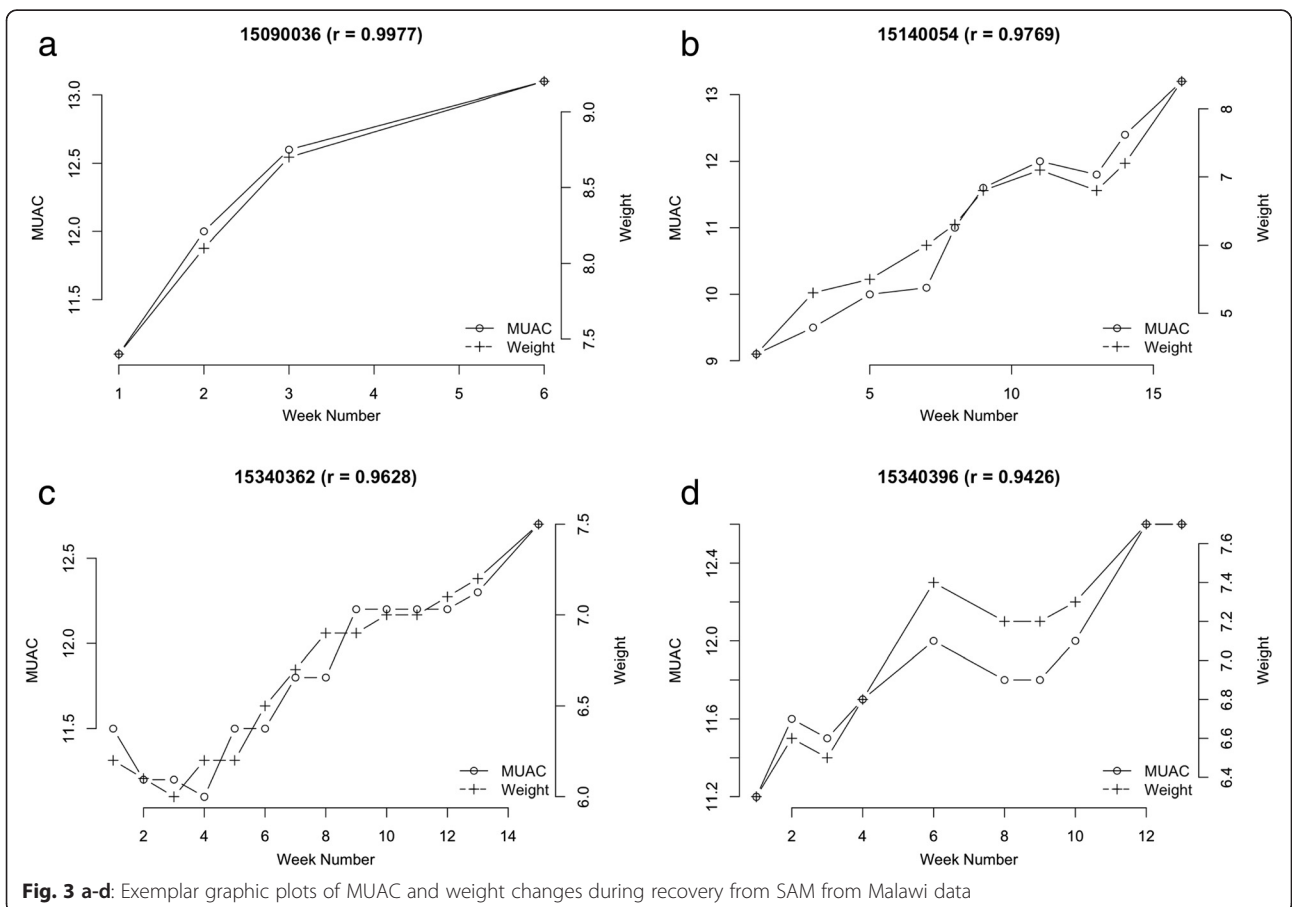 a
15090036 (r = 0.9977)
MUAC
13.0
12.5
12.0
11.5
Weight
9.0
8.5
8.0
7.5
MUAC
Weight
1 2 3 4 5 6
Week Number
b
15140054 (r = 0.9769)
MUAC
13
12
11
10
9
Weight
8
7
6
5
MUAC
Weight
5 10 15
Week Number
c
15340362 (r = 0.9628)
MUAC
12.5
12.0
11.5
Weight
7.5
7.0
6.5
6.0
MUAC
Weight
2 4 6 8 10 12 14
Week Number
d
15340396 (r = 0.9426)
MUAC
12.4
12.0
11.6
11.2
Weight
7.6
7.4
7.2
7.0
6.8
6.6
6.4
MUAC
Weight
2 4 6 8 10 12
Week Number
Fig. 3 a-d: Exemplar graphic plots of MUAC and weight changes during recovery from SAM from Malawi data